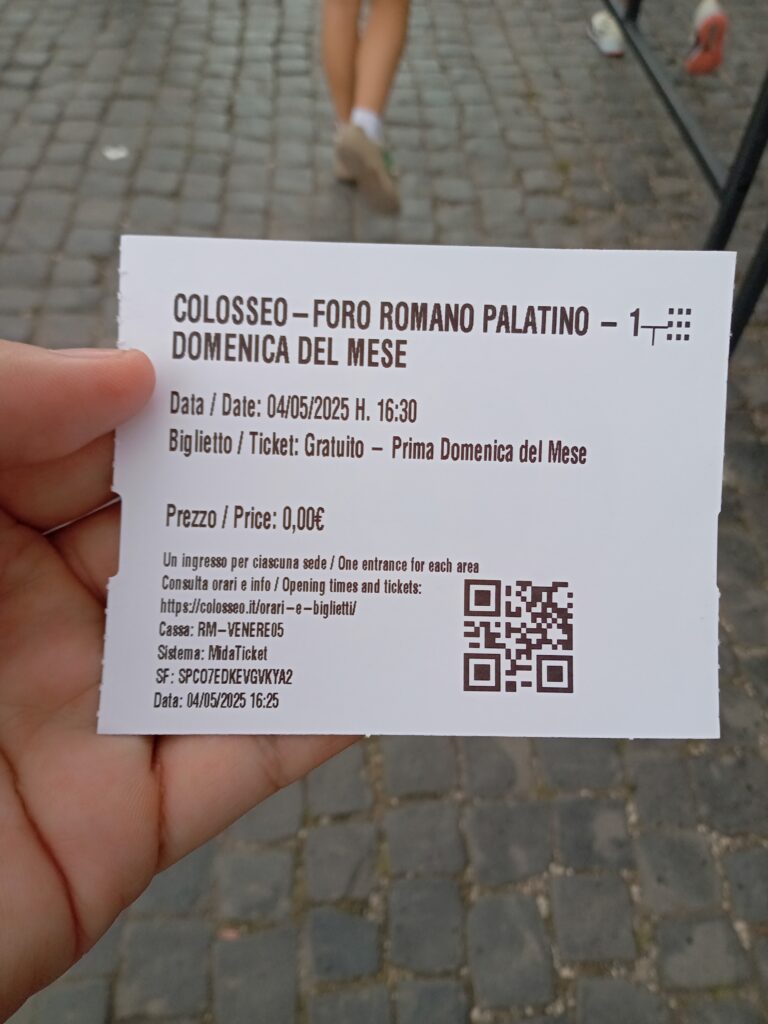 COLOSSEO–FORO ROMANO PALATINO – 1
DOMENICA DEL MESE
Data / Date: 04/05/2025 H. 16:30
Biglietto / Ticket: Gratuito – Prima Domenica del Mese
Prezzo / Price: 0,00€
Un ingresso per ciascuna sede / One entrance for each area
Consulta orari e info / Opening times and tickets:
https://colosseo.it/orari–e–biglietti/
Cassa: RM–VENERE05
Sistema: MidaTicket
SF: SPCO7EDKEVGVKYA2
Data: 04/05/2025 16:25